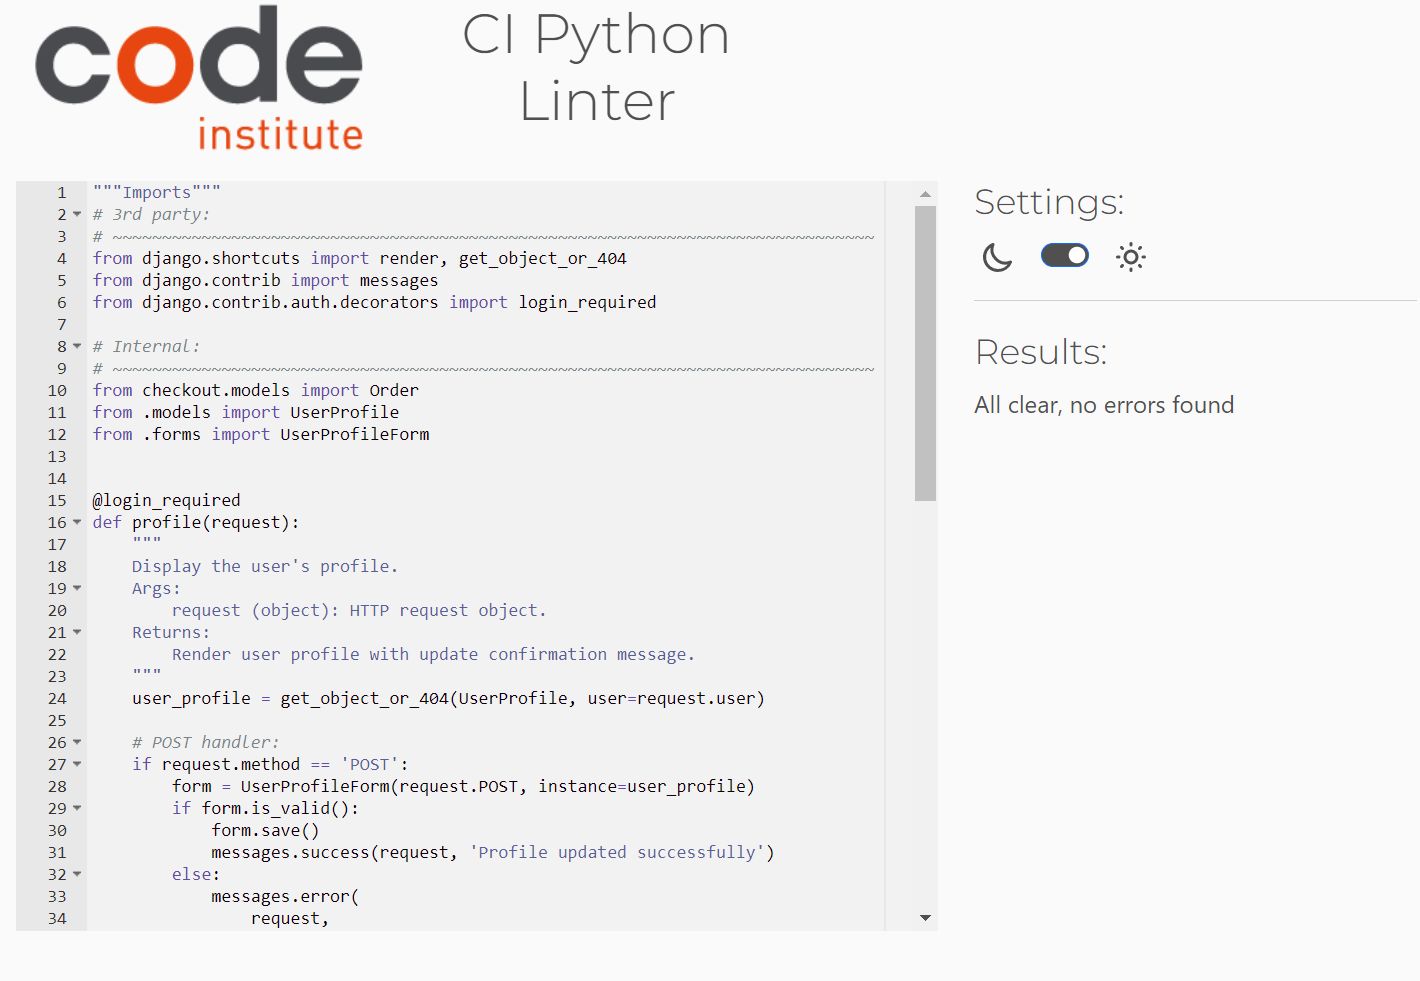 code
institute
CI Python
Linter
1 """Imports"""
2 # 3rd party:
3 # ~~~~~~~~~~~~~~~~~~~~~~~~~~~~~~~~~~~~~~~~~~~~~~~~~~~~~~~~~~~~~~~~~~~~~~~~~~~~~
4 from django.shortcuts import render, get_object_or_404
5 from django.contrib import messages
6 from django.contrib.auth.decorators import login_required
7
8 # Internal:
9 # ~~~~~~~~~~~~~~~~~~~~~~~~~~~~~~~~~~~~~~~~~~~~~~~~~~~~~~~~~~~~~~~~~~~~~~~~~~~~~
10 from checkout.models import Order
11 from .models import UserProfile
12 from .forms import UserProfileForm
13
14
15 @login_required
16 def profile(request):
17     """
18     Display the user's profile.
19     Args:
20         request (object): HTTP request object.
21     Returns:
22         Render user profile with update confirmation message.
23     """
24     user_profile = get_object_or_404(UserProfile, user=request.user)
25
26     # POST handler:
27     if request.method == 'POST':
28         form = UserProfileForm(request.POST, instance=user_profile)
29         if form.is_valid():
30             form.save()
31             messages.success(request, 'Profile updated successfully')
32         else:
33             messages.error(
34                 request,
Settings:
Results:
All clear, no errors found